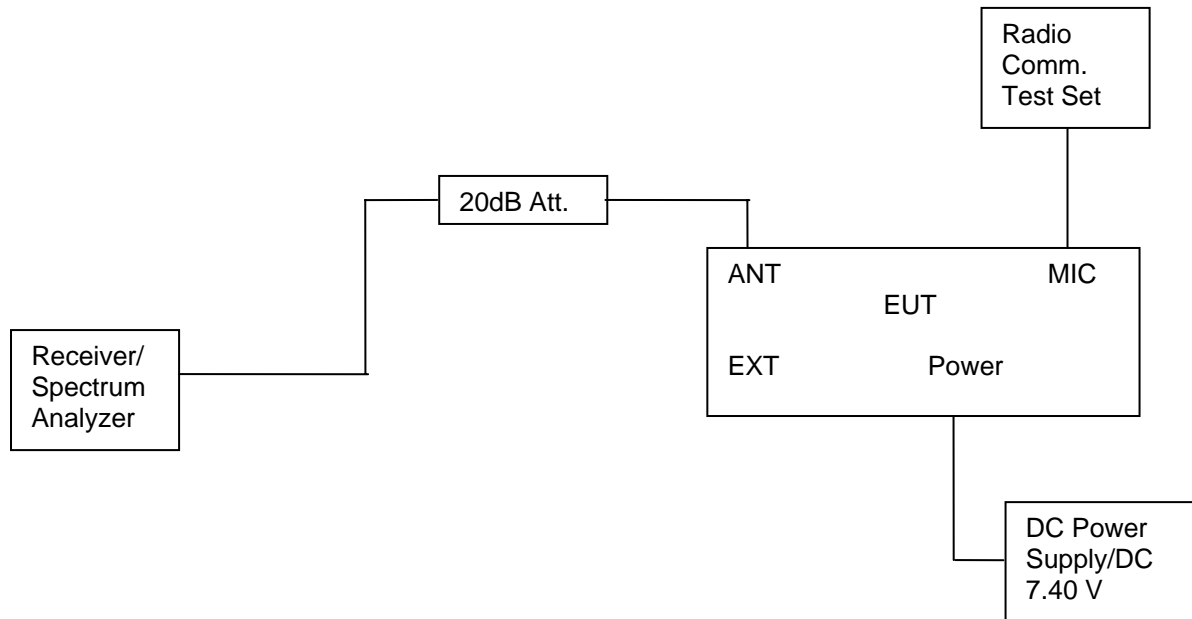 Radio
Comm.
Test Set
20dB Att.
ANT
MIC
EUT
Receiver/
Spectrum
Analyzer
EXT
Power
DC Power
Supply/DC
7.40 V